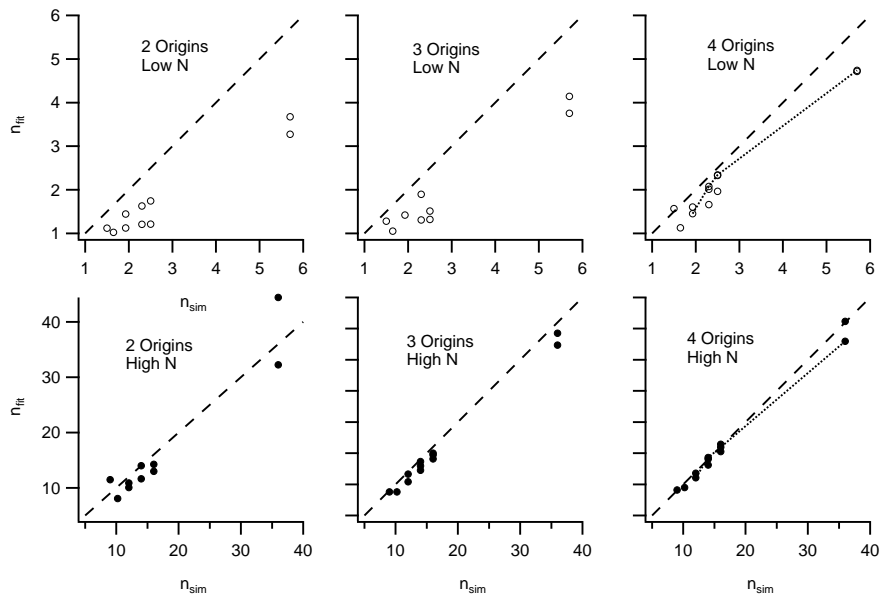 6
5
4
3
2
1
n_fit
2 Origins
Low N
1 2 3 4 5 6
n_sim
3 Origins
Low N
1 2 3 4 5 6
4 Origins
Low N
1 2 3 4 5 6
40
30
20
10
n_fit
2 Origins
High N
10 20 30 40
n_sim
3 Origins
High N
10 20 30 40
n_sim
4 Origins
High N
10 20 30 40
n_sim